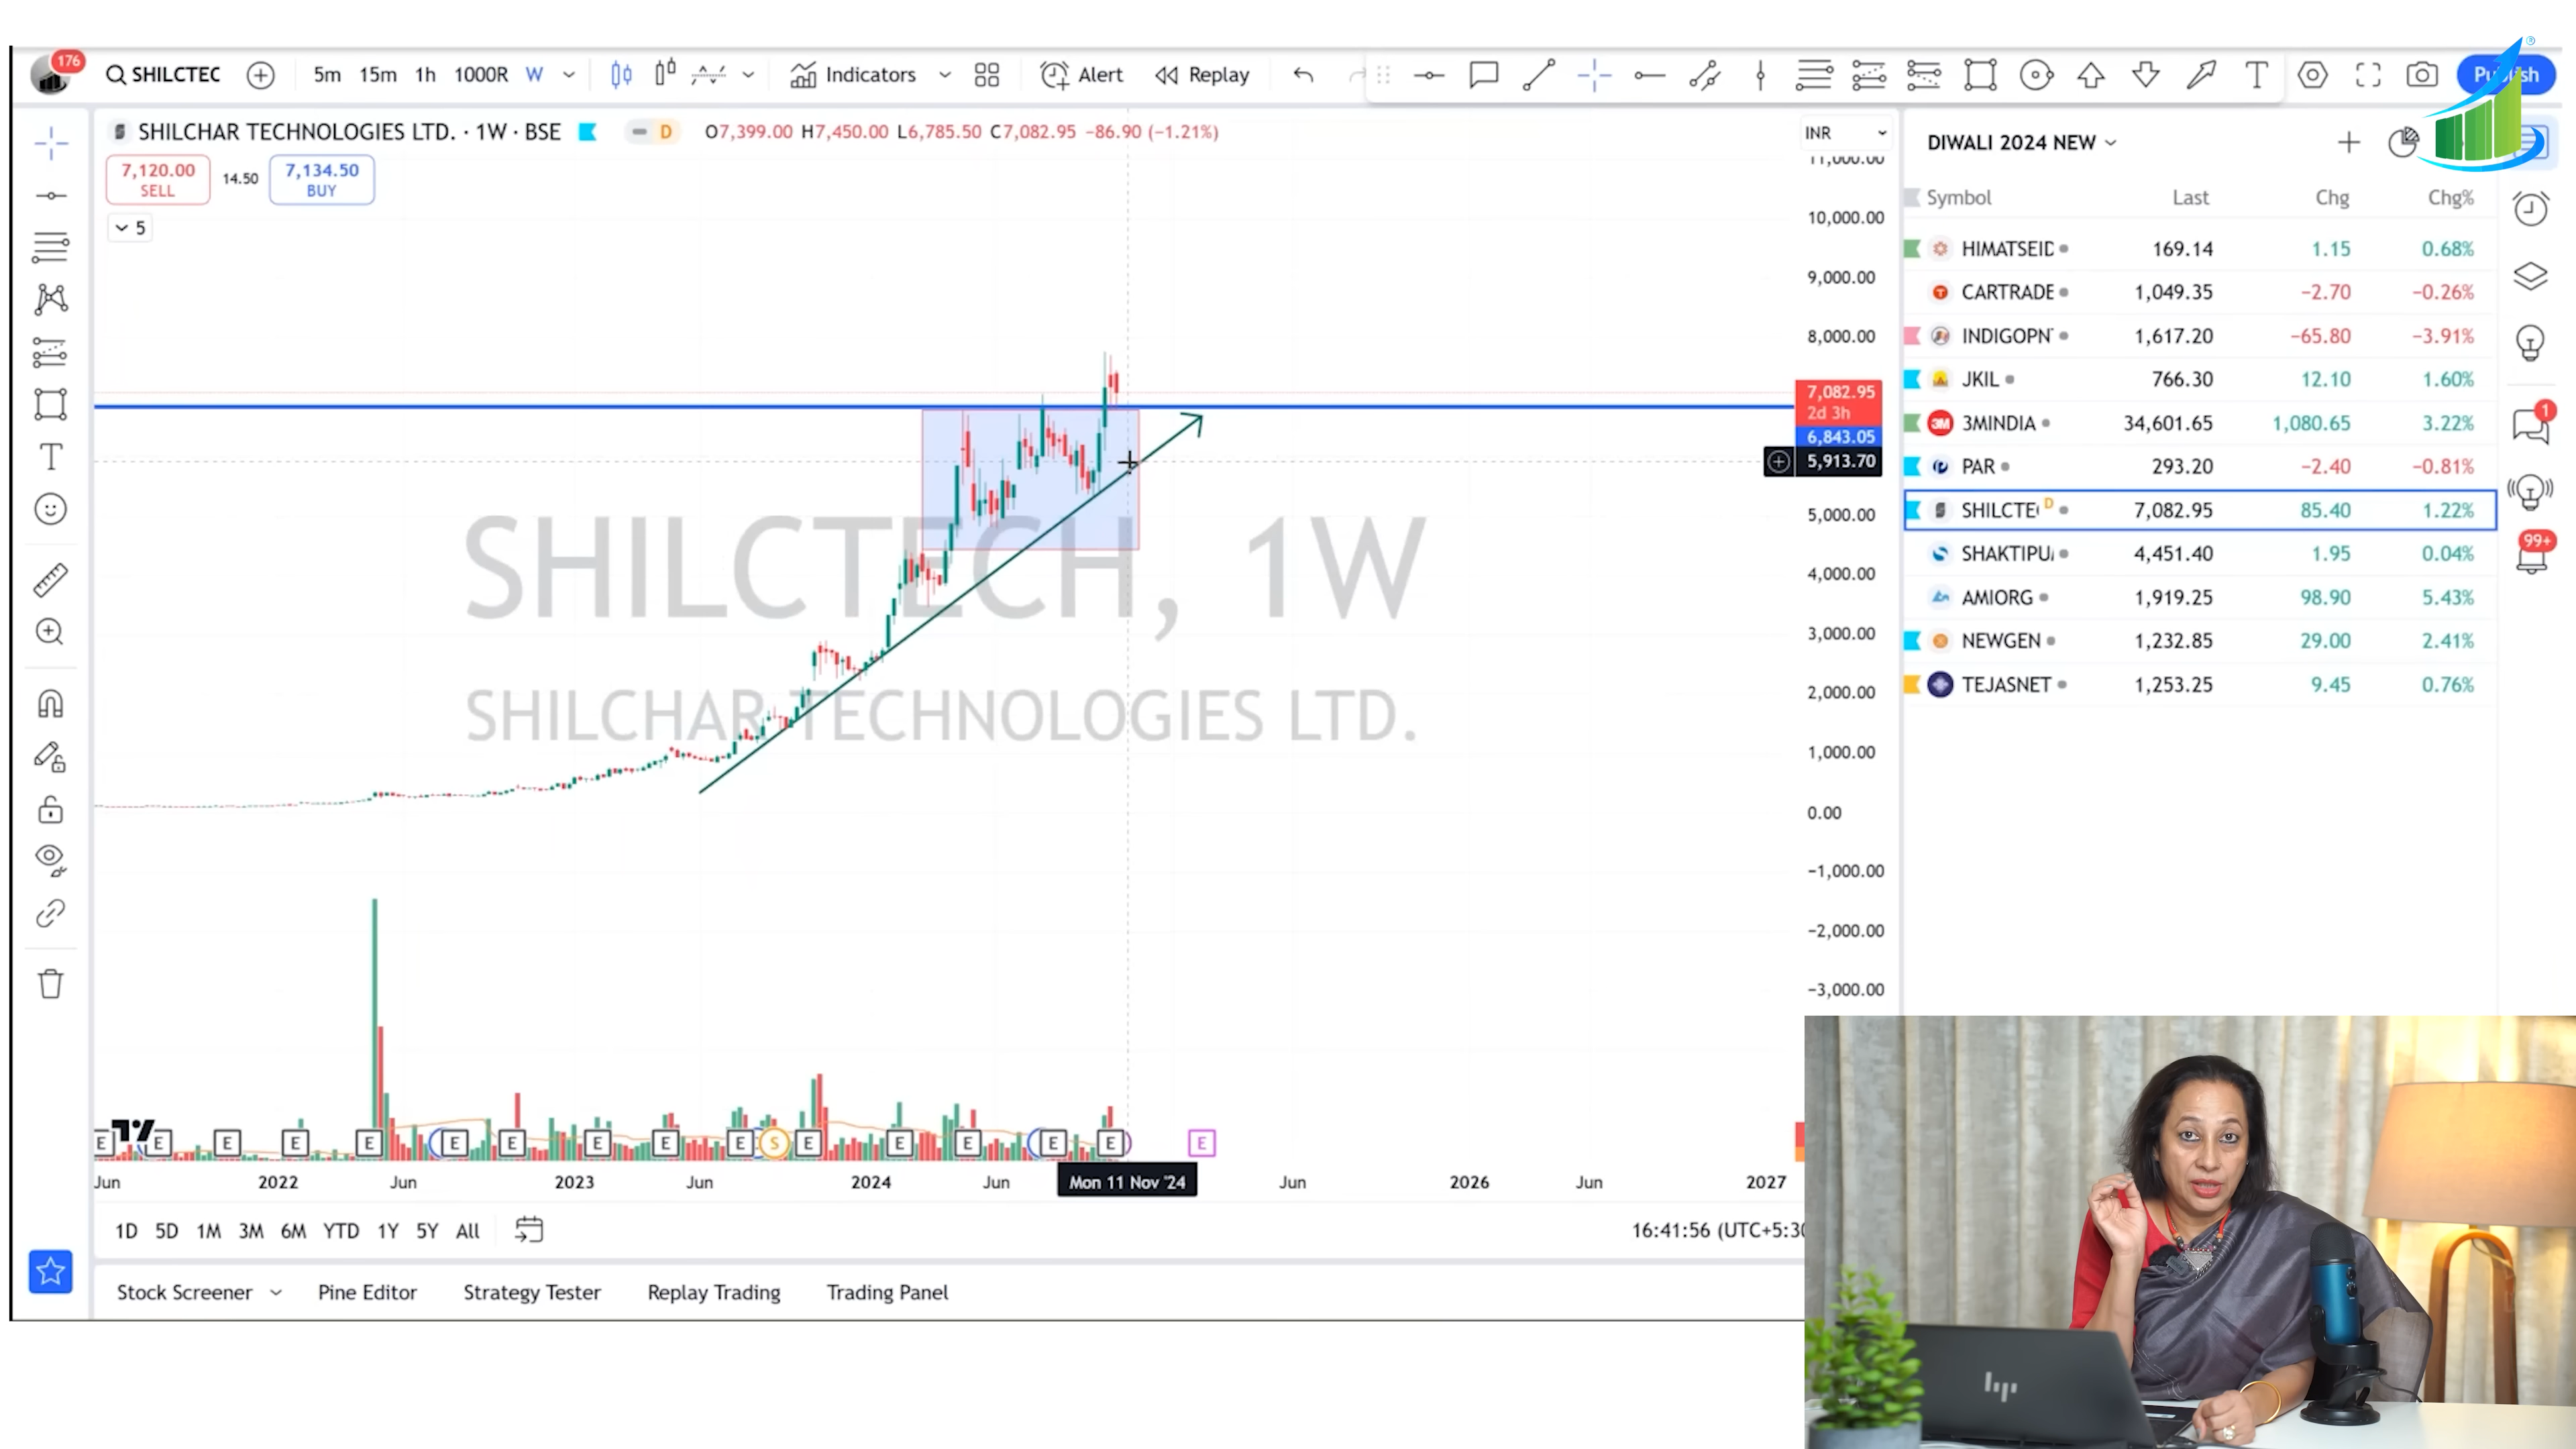 176
SHILCTEC
5m 15m 1h 1000R W
Indicators
Alert
Replay
SHILCHAR TECHNOLOGIES LTD. · 1W · BSE
D
O7,399.00 H7,450.00 L6,785.50 C7,082.95 −86.90 (−1.21%)
7,120.00
SELL
14.50
7,134.50
BUY
5
INR
11,000.00
10,000.00
9,000.00
8,000.00
7,082.95
2d 3h
6,843.05
5,913.70
5,000.00
4,000.00
3,000.00
2,000.00
1,000.00
0.00
−1,000.00
−2,000.00
−3,000.00
SHILCTECH, 1W
SHILCHAR TECHNOLOGIES LTD.
E E E E E E E E E E S E E E E E E
Jun 2022 Jun 2023 Jun 2024 Jun Mon 11 Nov '24 Jun 2026 Jun 2027
1D 5D 1M 3M 6M YTD 1Y 5Y All
16:41:56 (UTC+5:30
Stock Screener Pine Editor Strategy Tester Replay Trading Trading Panel
DIWALI 2024 NEW
Symbol Last Chg Chg%
HIMATSEID 169.14 1.15 0.68%
CARTRADE 1,049.35 −2.70 −0.26%
INDIGOPN 1,617.20 −65.80 −3.91%
JKIL 766.30 12.10 1.60%
3M 3MINDIA 34,601.65 1,080.65 3.22%
PAR 293.20 −2.40 −0.81%
SHILCTE D 7,082.95 85.40 1.22%
SHAKTIPU 4,451.40 1.95 0.04%
AMIORG 1,919.25 98.90 5.43%
NEWGEN 1,232.85 29.00 2.41%
TEJASNET 1,253.25 9.45 0.76%
1
99+
hp